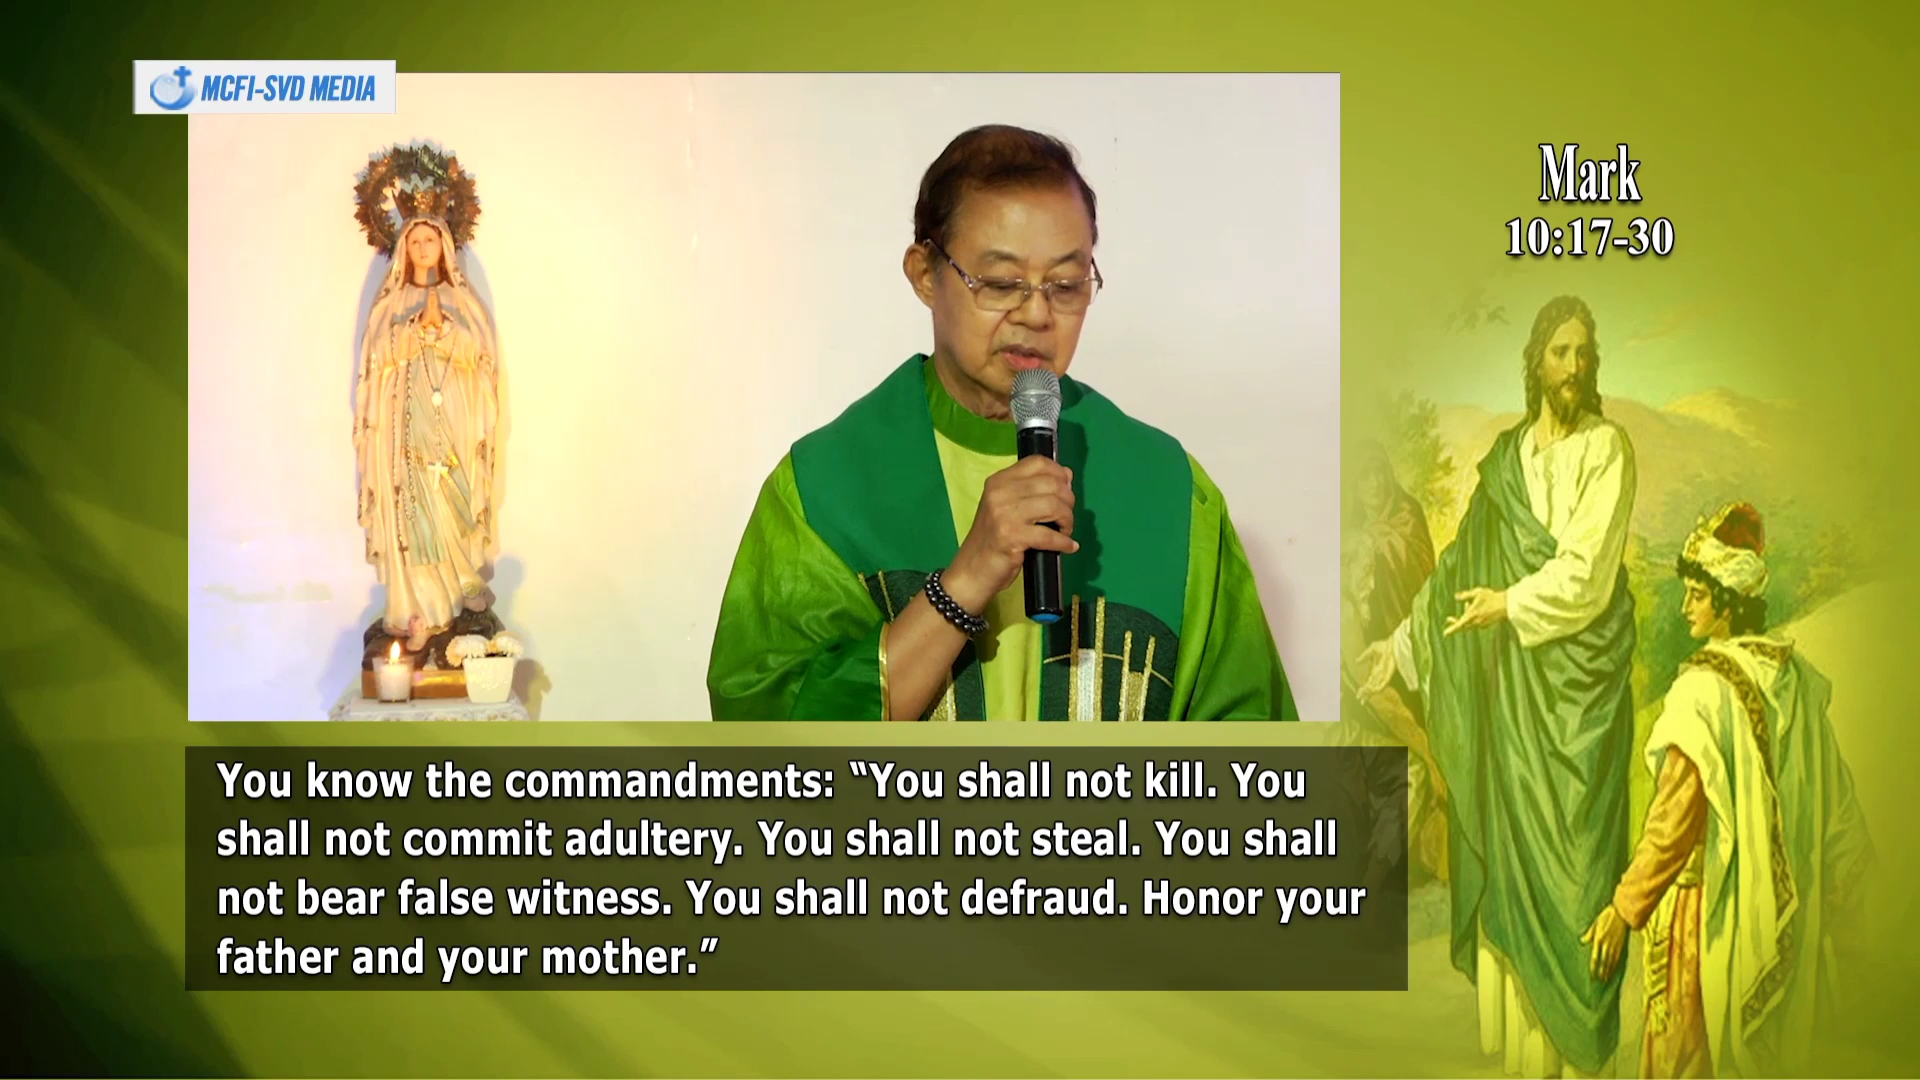 MCFI-SVD MEDIA
Mark
10:17-30
You know the commandments: “You shall not kill. You
shall not commit adultery. You shall not steal. You shall
not bear false witness. You shall not defraud. Honor your
father and your mother.”